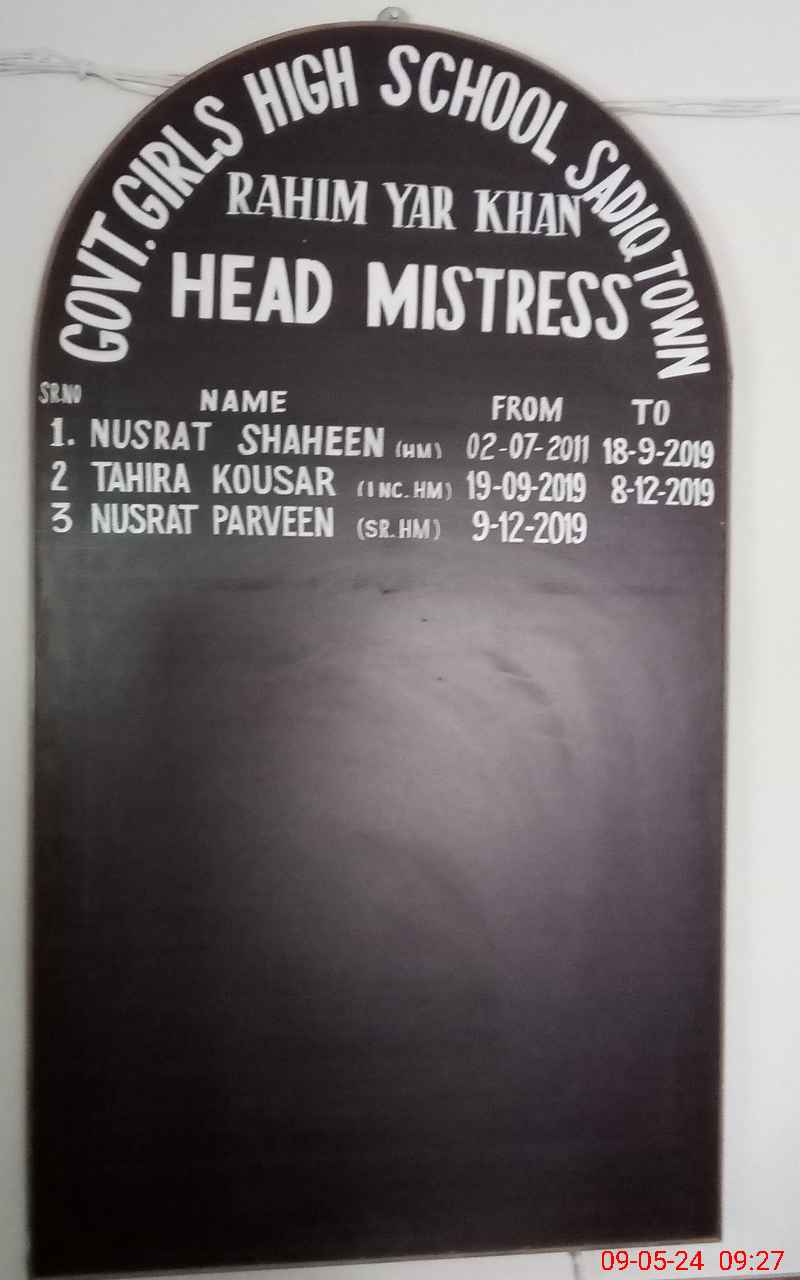 GOVT. GIRLS HIGH SCHOOL SADIQ TOWN
RAHIM YAR KHAN
HEAD MISTRESS
SR.NO NAME FROM TO
1. NUSRAT SHAHEEN (HM) 02-07-2011 18-9-2019
2 TAHIRA KOUSAR (INC.HM) 19-09-2019 8-12-2019
3 NUSRAT PARVEEN (SR.HM) 9-12-2019
09-05-24 09:27